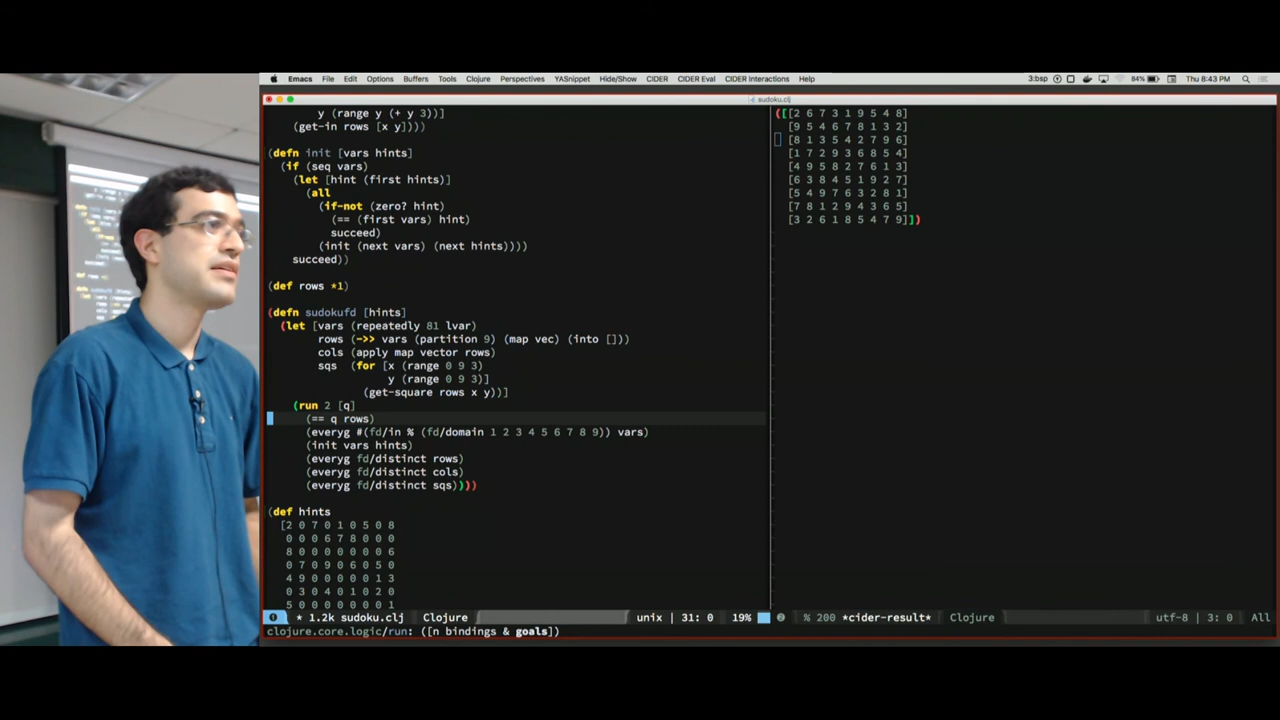 Emacs File Edit Options Buffers Tools Clojure Perspectives YASnippet Hide/Show CIDER CIDER Eval CIDER Interactions Help 3:bsp 84% Thu 8:43 PM
sudoku.clj
y (range y (+ y 3))]
(get-in rows [x y])))
(defn init [vars hints]
(if (seq vars)
(let [hint (first hints)]
(all
(if-not (zero? hint)
(== (first vars) hint)
succeed)
(init (next vars) (next hints))))
succeed))
(def rows *1)
(defn sudokufd [hints]
(let [vars (repeatedly 81 lvar)
rows (->> vars (partition 9) (map vec) (into []))
cols (apply map vector rows)
sqs (for [x (range 0 9 3)
y (range 0 9 3)]
(get-square rows x y))]
(run 2 [q]
(== q rows)
(everyg #(fd/in % (fd/domain 1 2 3 4 5 6 7 8 9)) vars)
(init vars hints)
(everyg fd/distinct rows)
(everyg fd/distinct cols)
(everyg fd/distinct sqs))))
(def hints
[2 0 7 0 1 0 5 0 8
0 0 0 6 7 8 0 0 0
8 0 0 0 0 0 0 0 6
0 7 0 9 0 6 0 5 0
4 9 0 0 0 0 0 1 3
0 3 0 4 0 1 0 2 0
5 0 0 0 0 0 0 0 1
* 1.2k sudoku.clj Clojure unix | 31: 0 19%
clojure.core.logic/run: ([n bindings & goals])
([[2 6 7 3 1 9 5 4 8]
[9 5 4 6 7 8 1 3 2]
[8 1 3 5 4 2 7 9 6]
[1 7 2 9 3 6 8 5 4]
[4 9 5 8 2 7 6 1 3]
[6 3 8 4 5 1 9 2 7]
[5 4 9 7 6 3 2 8 1]
[7 8 1 2 9 4 3 6 5]
[3 2 6 1 8 5 4 7 9]])
% 200 *cider-result* Clojure utf-8 | 3: 0 All